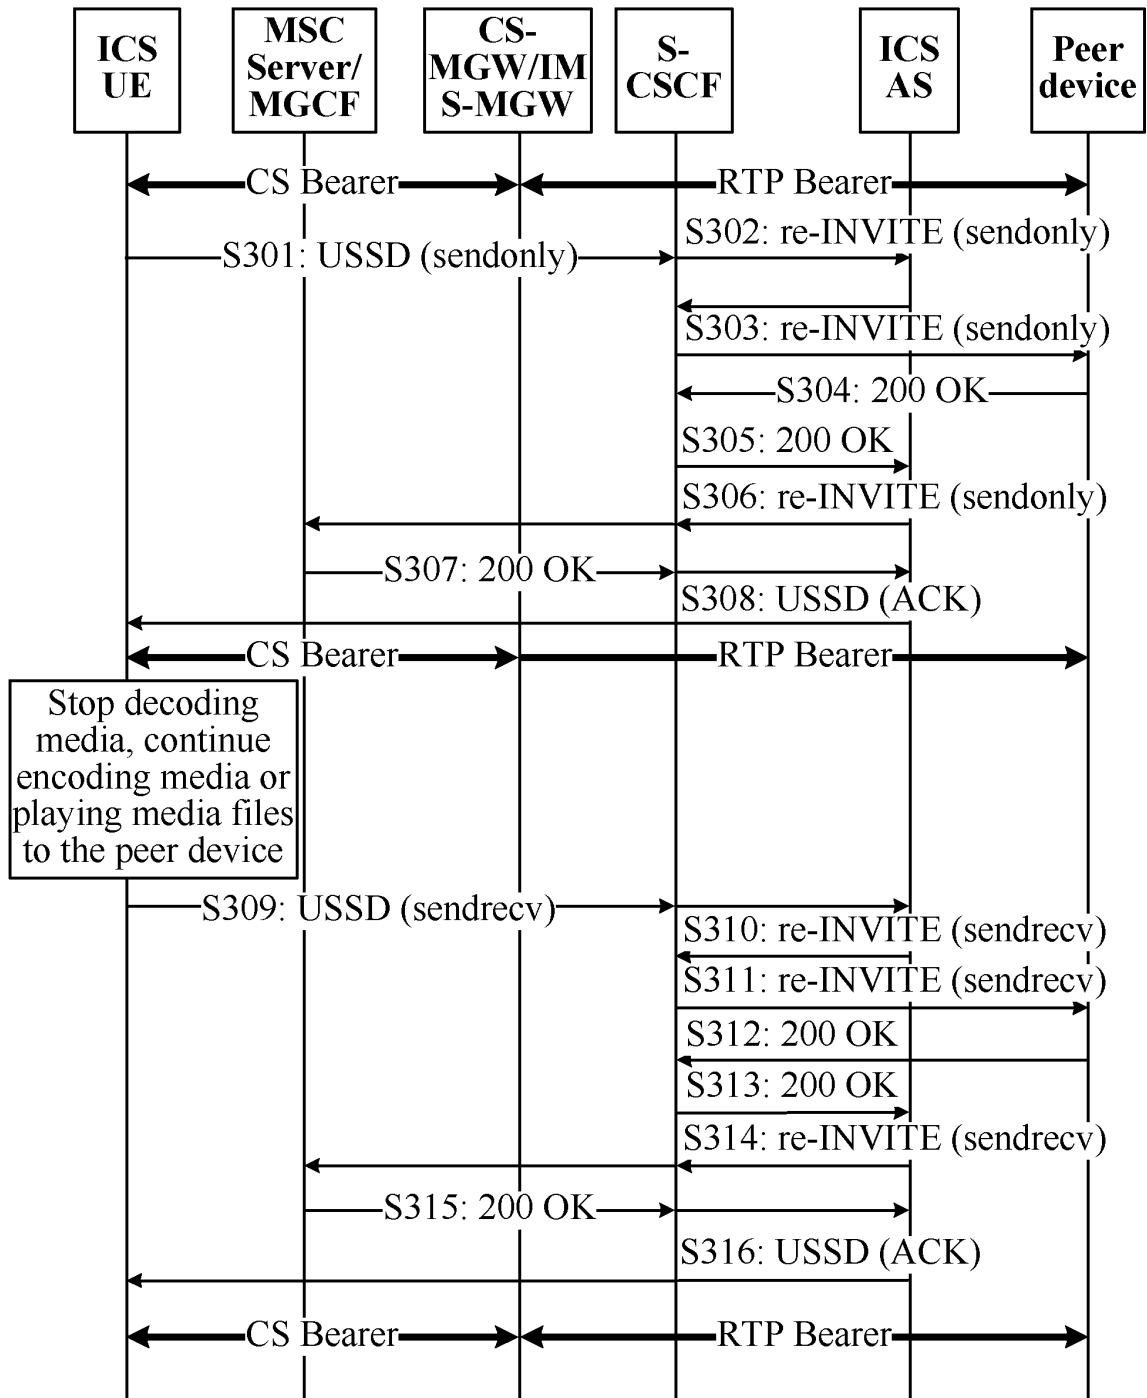 ICS
UE
MSC
Server/
MGCF
CS-
MGW/IM
S-MGW
S-
CSCF
ICS
AS
Peer
device
CS Bearer
RTP Bearer
S302: re-INVITE (sendonly)
S301: USSD (sendonly)
S303: re-INVITE (sendonly)
S304: 200 OK
S305: 200 OK
S306: re-INVITE (sendonly)
S307: 200 OK
S308: USSD (ACK)
CS Bearer
RTP Bearer
Stop decoding
media, continue
encoding media or
playing media files
to the peer device
S309: USSD (sendrecv)
S310: re-INVITE (sendrecv)
S311: re-INVITE (sendrecv)
S312: 200 OK
S313: 200 OK
S314: re-INVITE (sendrecv)
S315: 200 OK
S316: USSD (ACK)
CS Bearer
RTP Bearer